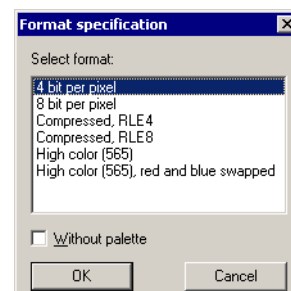 Format specification
Select format:
4 bit per pixel
8 bit per pixel
Compressed, RLE4
Compressed, RLE8
High color (565)
High color (565), red and blue swapped
Without palette
OK
Cancel